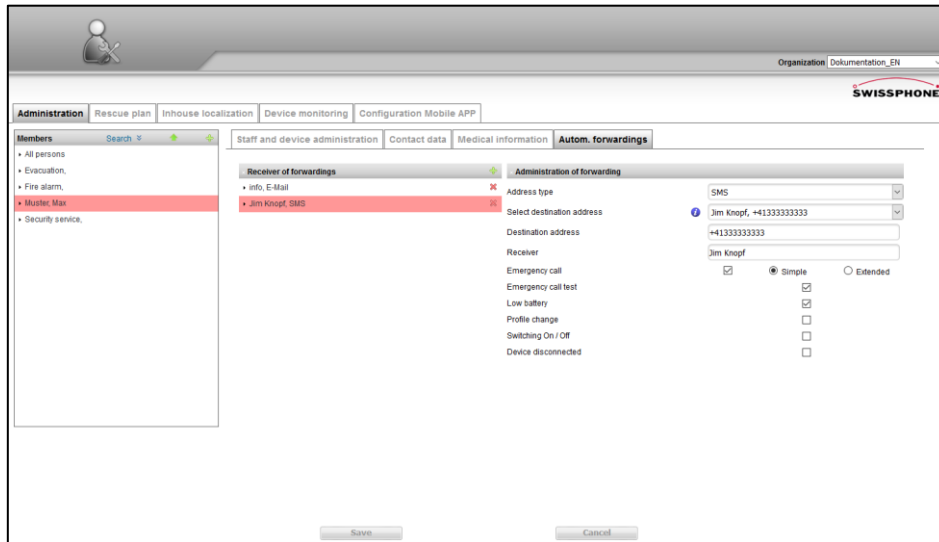 Organization Dokumentation_EN
SWISSPHONE
Administration Rescue plan Inhouse localization Device monitoring Configuration Mobile APP
Members Search
All persons
Evacuation,
Fire alarm,
Muster, Max
Security service,
Staff and device administration Contact data Medical information Autom. forwardings
Receiver of forwardings
info, E-Mail
Jim Knopf, SMS
Administration of forwarding
Address type SMS
Select destination address Jim Knopf, +41333333333
Destination address +41333333333
Receiver Jim Knopf
Emergency call Simple Extended
Emergency call test
Low battery
Profile change
Switching On / Off
Device disconnected
Save Cancel